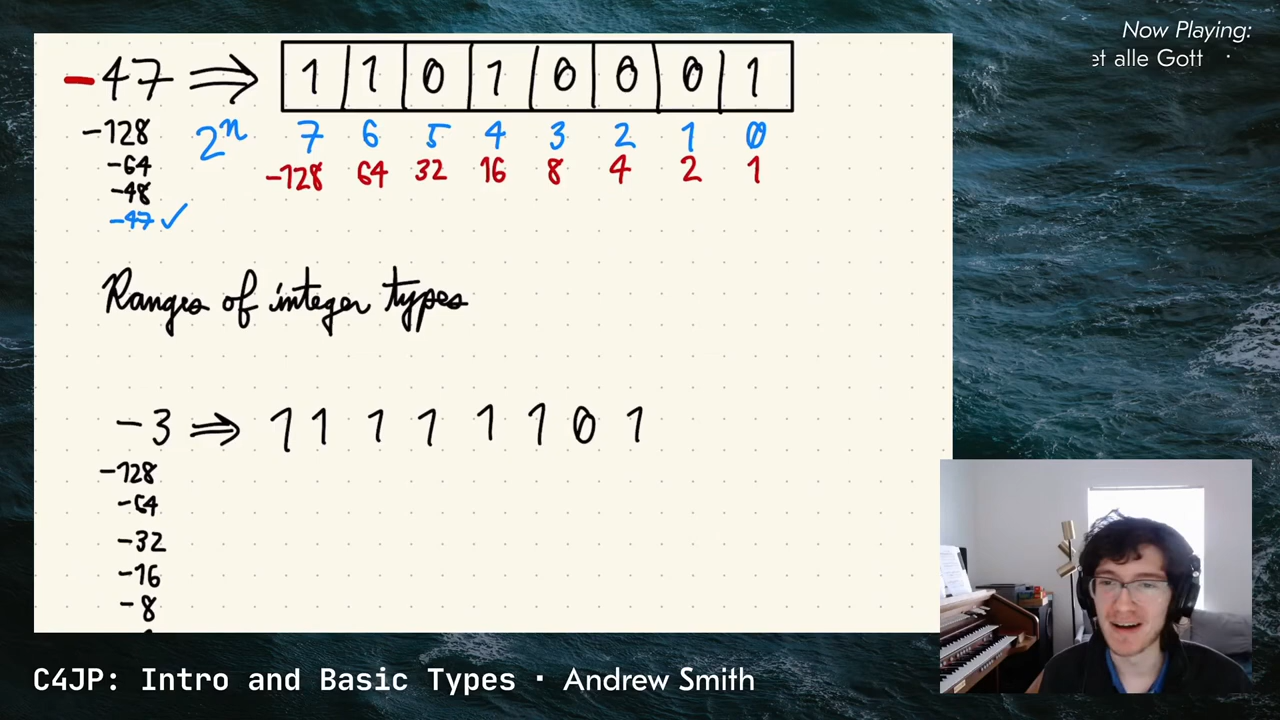 Now Playing:
et alle Gott ·
-47 ⇒ 1 1 0 1 0 0 0 1
-128 2ⁿ 7 6 5 4 3 2 1 0
-64 -128 64 32 16 8 4 2 1
-48
-47 ✓
Ranges of integer types
-3 ⇒ 1 1 1 1 1 1 0 1
-128
-64
-32
-16
-8
C4JP: Intro and Basic Types · Andrew Smith